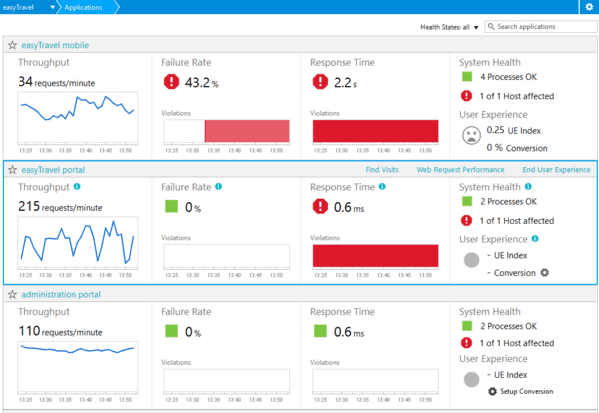 easyTravel Applications
Health States: all Search applications
easyTravel mobile
Throughput Failure Rate Response Time System Health
34 requests/minute 43.2 % 2.2 s 4 Processes OK
1 of 1 Host affected
Violations Violations User Experience
0.25 UE Index
0 % Conversion
13:25 13:30 13:35 13:40 13:45 13:50 13:25 13:30 13:35 13:40 13:45 13:50 13:25 13:30 13:35 13:40 13:45 13:50
easyTravel portal Find Visits Web Request Performance End User Experience
Throughput Failure Rate Response Time System Health
215 requests/minute 0 % 0.6 ms 2 Processes OK
1 of 1 Host affected
Violations Violations User Experience
- UE Index
- Conversion
13:25 13:30 13:35 13:40 13:45 13:50 13:25 13:30 13:35 13:40 13:45 13:50 13:25 13:30 13:35 13:40 13:45 13:50
administration portal
Throughput Failure Rate Response Time System Health
110 requests/minute 0 % 0.6 ms 2 Processes OK
1 of 1 Host affected
Violations Violations User Experience
- UE Index
Setup Conversion
13:25 13:30 13:35 13:40 13:45 13:50 13:25 13:30 13:35 13:40 13:45 13:50 13:25 13:30 13:35 13:40 13:45 13:50